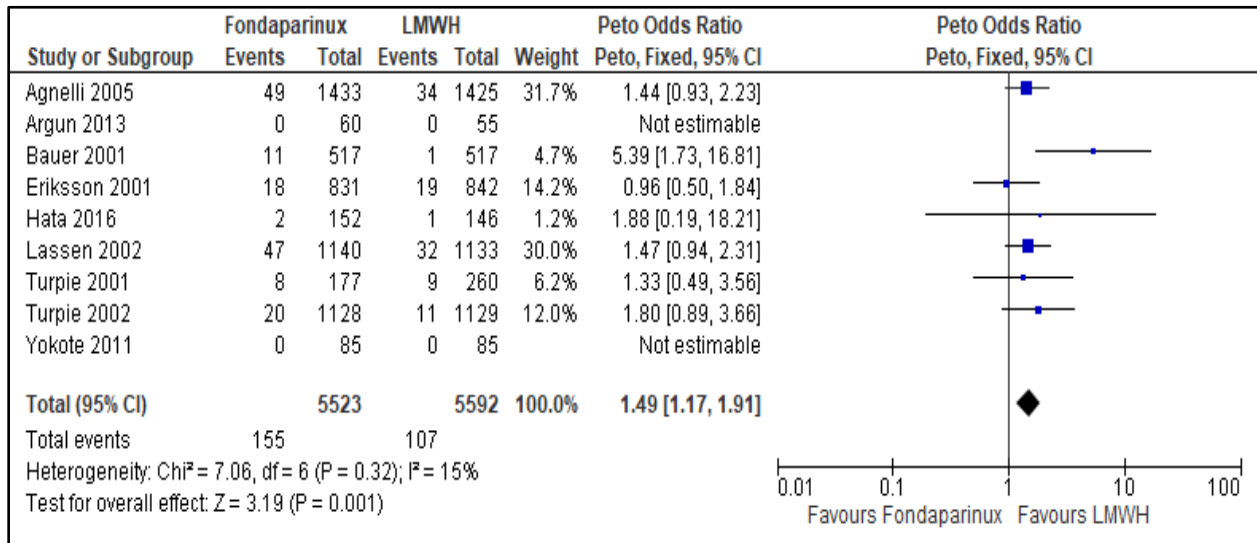 Fondaparinux LMWH Peto Odds Ratio Peto Odds Ratio
Study or Subgroup Events Total Events Total Weight Peto, Fixed, 95% CI Peto, Fixed, 95% CI
Agnelli 2005 49 1433 34 1425 31.7% 1.44 [0.93, 2.23]
Argun 2013 0 60 0 55 Not estimable
Bauer 2001 11 517 1 517 4.7% 5.39 [1.73, 16.81]
Eriksson 2001 18 831 19 842 14.2% 0.96 [0.50, 1.84]
Hata 2016 2 152 1 146 1.2% 1.88 [0.19, 18.21]
Lassen 2002 47 1140 32 1133 30.0% 1.47 [0.94, 2.31]
Turpie 2001 8 177 9 260 6.2% 1.33 [0.49, 3.56]
Turpie 2002 20 1128 11 1129 12.0% 1.80 [0.89, 3.66]
Yokote 2011 0 85 0 85 Not estimable
Total (95% CI) 5523 5592 100.0% 1.49 [1.17, 1.91]
Total events 155 107
Heterogeneity: Chi² = 7.06, df = 6 (P = 0.32); I² = 15%
Test for overall effect: Z = 3.19 (P = 0.001)
0.01 0.1 1 10 100
Favours Fondaparinux Favours LMWH